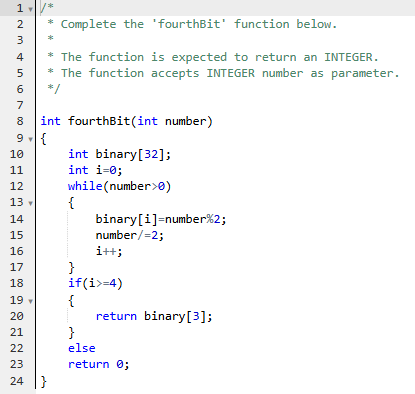 1 /*
2  * Complete the 'fourthBit' function below.
3  *
4  * The function is expected to return an INTEGER.
5  * The function accepts INTEGER number as parameter.
6  */
7
8 int fourthBit(int number)
9 {
10     int binary[32];
11     int i=0;
12     while(number>0)
13     {
14         binary[i]=number%2;
15         number/=2;
16         i++;
17     }
18     if(i>=4)
19     {
20         return binary[3];
21     }
22     else
23     return 0;
24 }